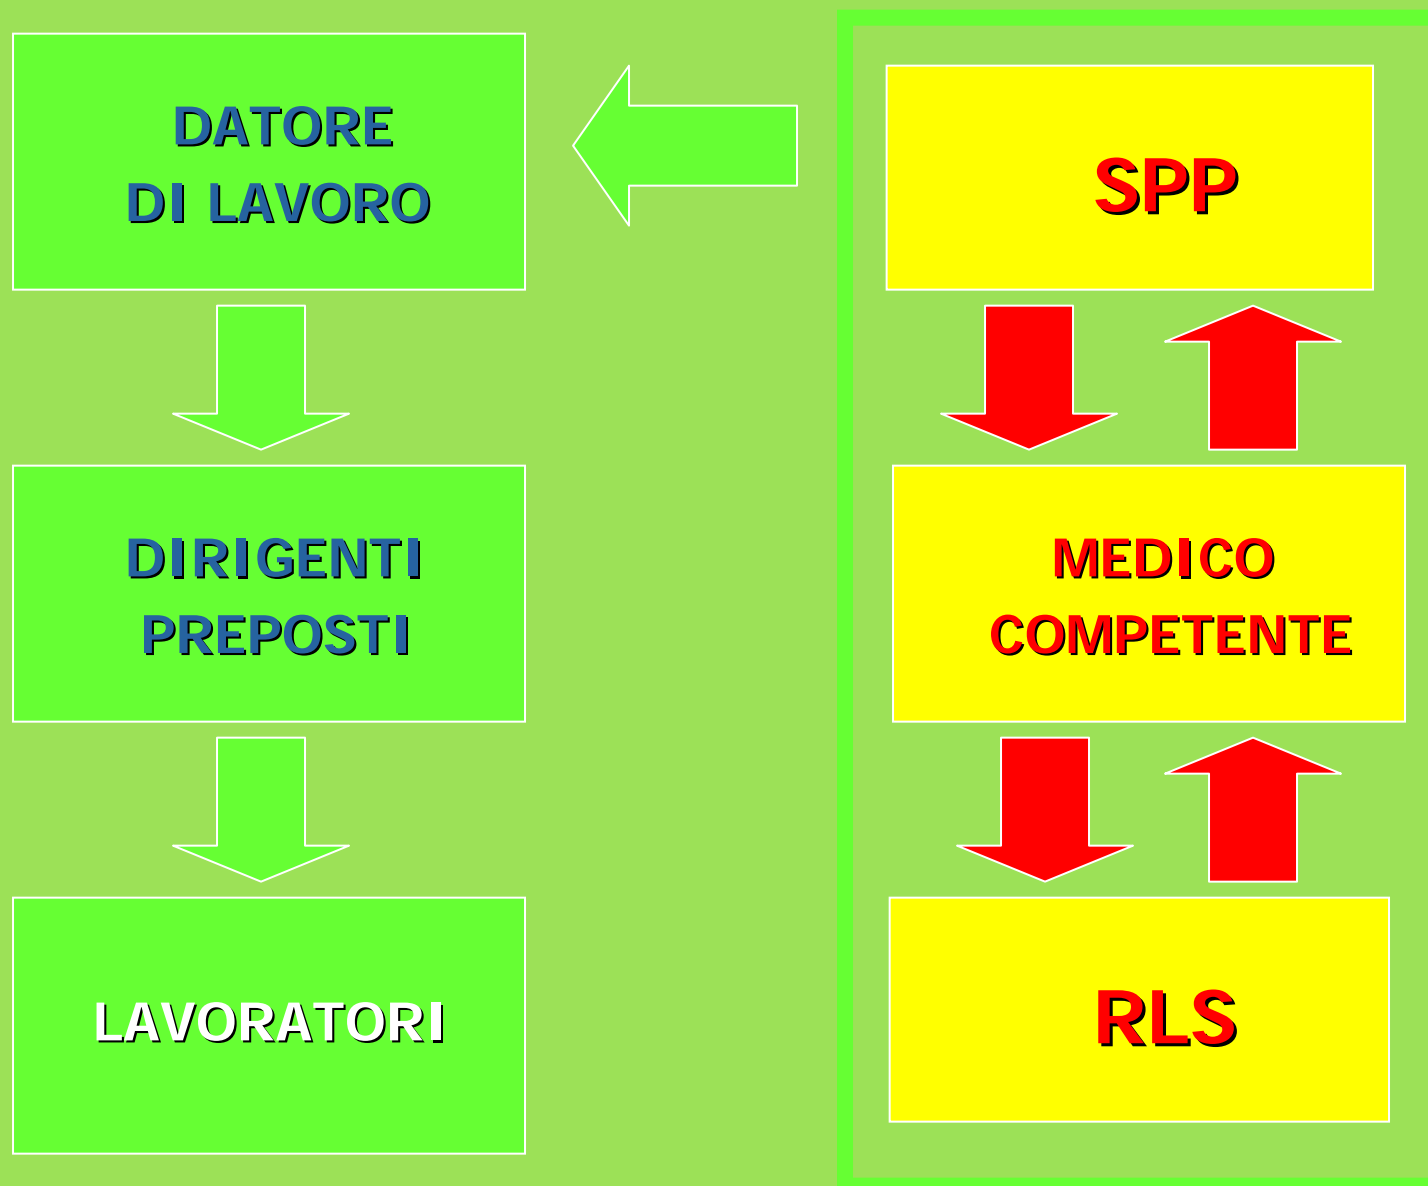 DATORE
DI LAVORO
SPP
DIRIGENTI
PREPOSTI
MEDICO
COMPETENTE
LAVORATORI
RLS